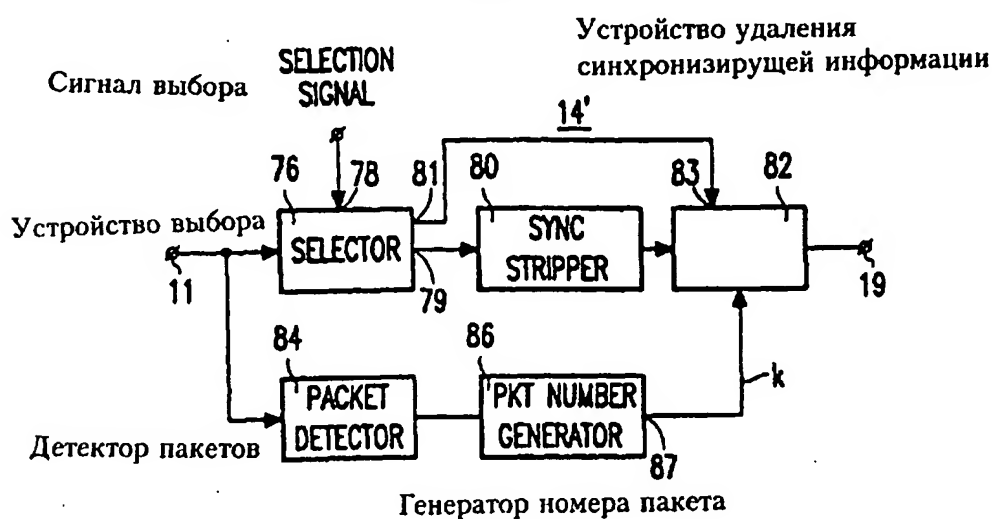 Устройство удаления
синхронизирущей информации
Сигнал выбора
SELECTION
SIGNAL
14'
76
78
81
80
83
82
Устройство выбора
SELECTOR
SYNC
STRIPPER
11
79
19
84
86
k
PACKET
DETECTOR
PKT NUMBER
GENERATOR
87
Детектор пакетов
Генератор номера пакета